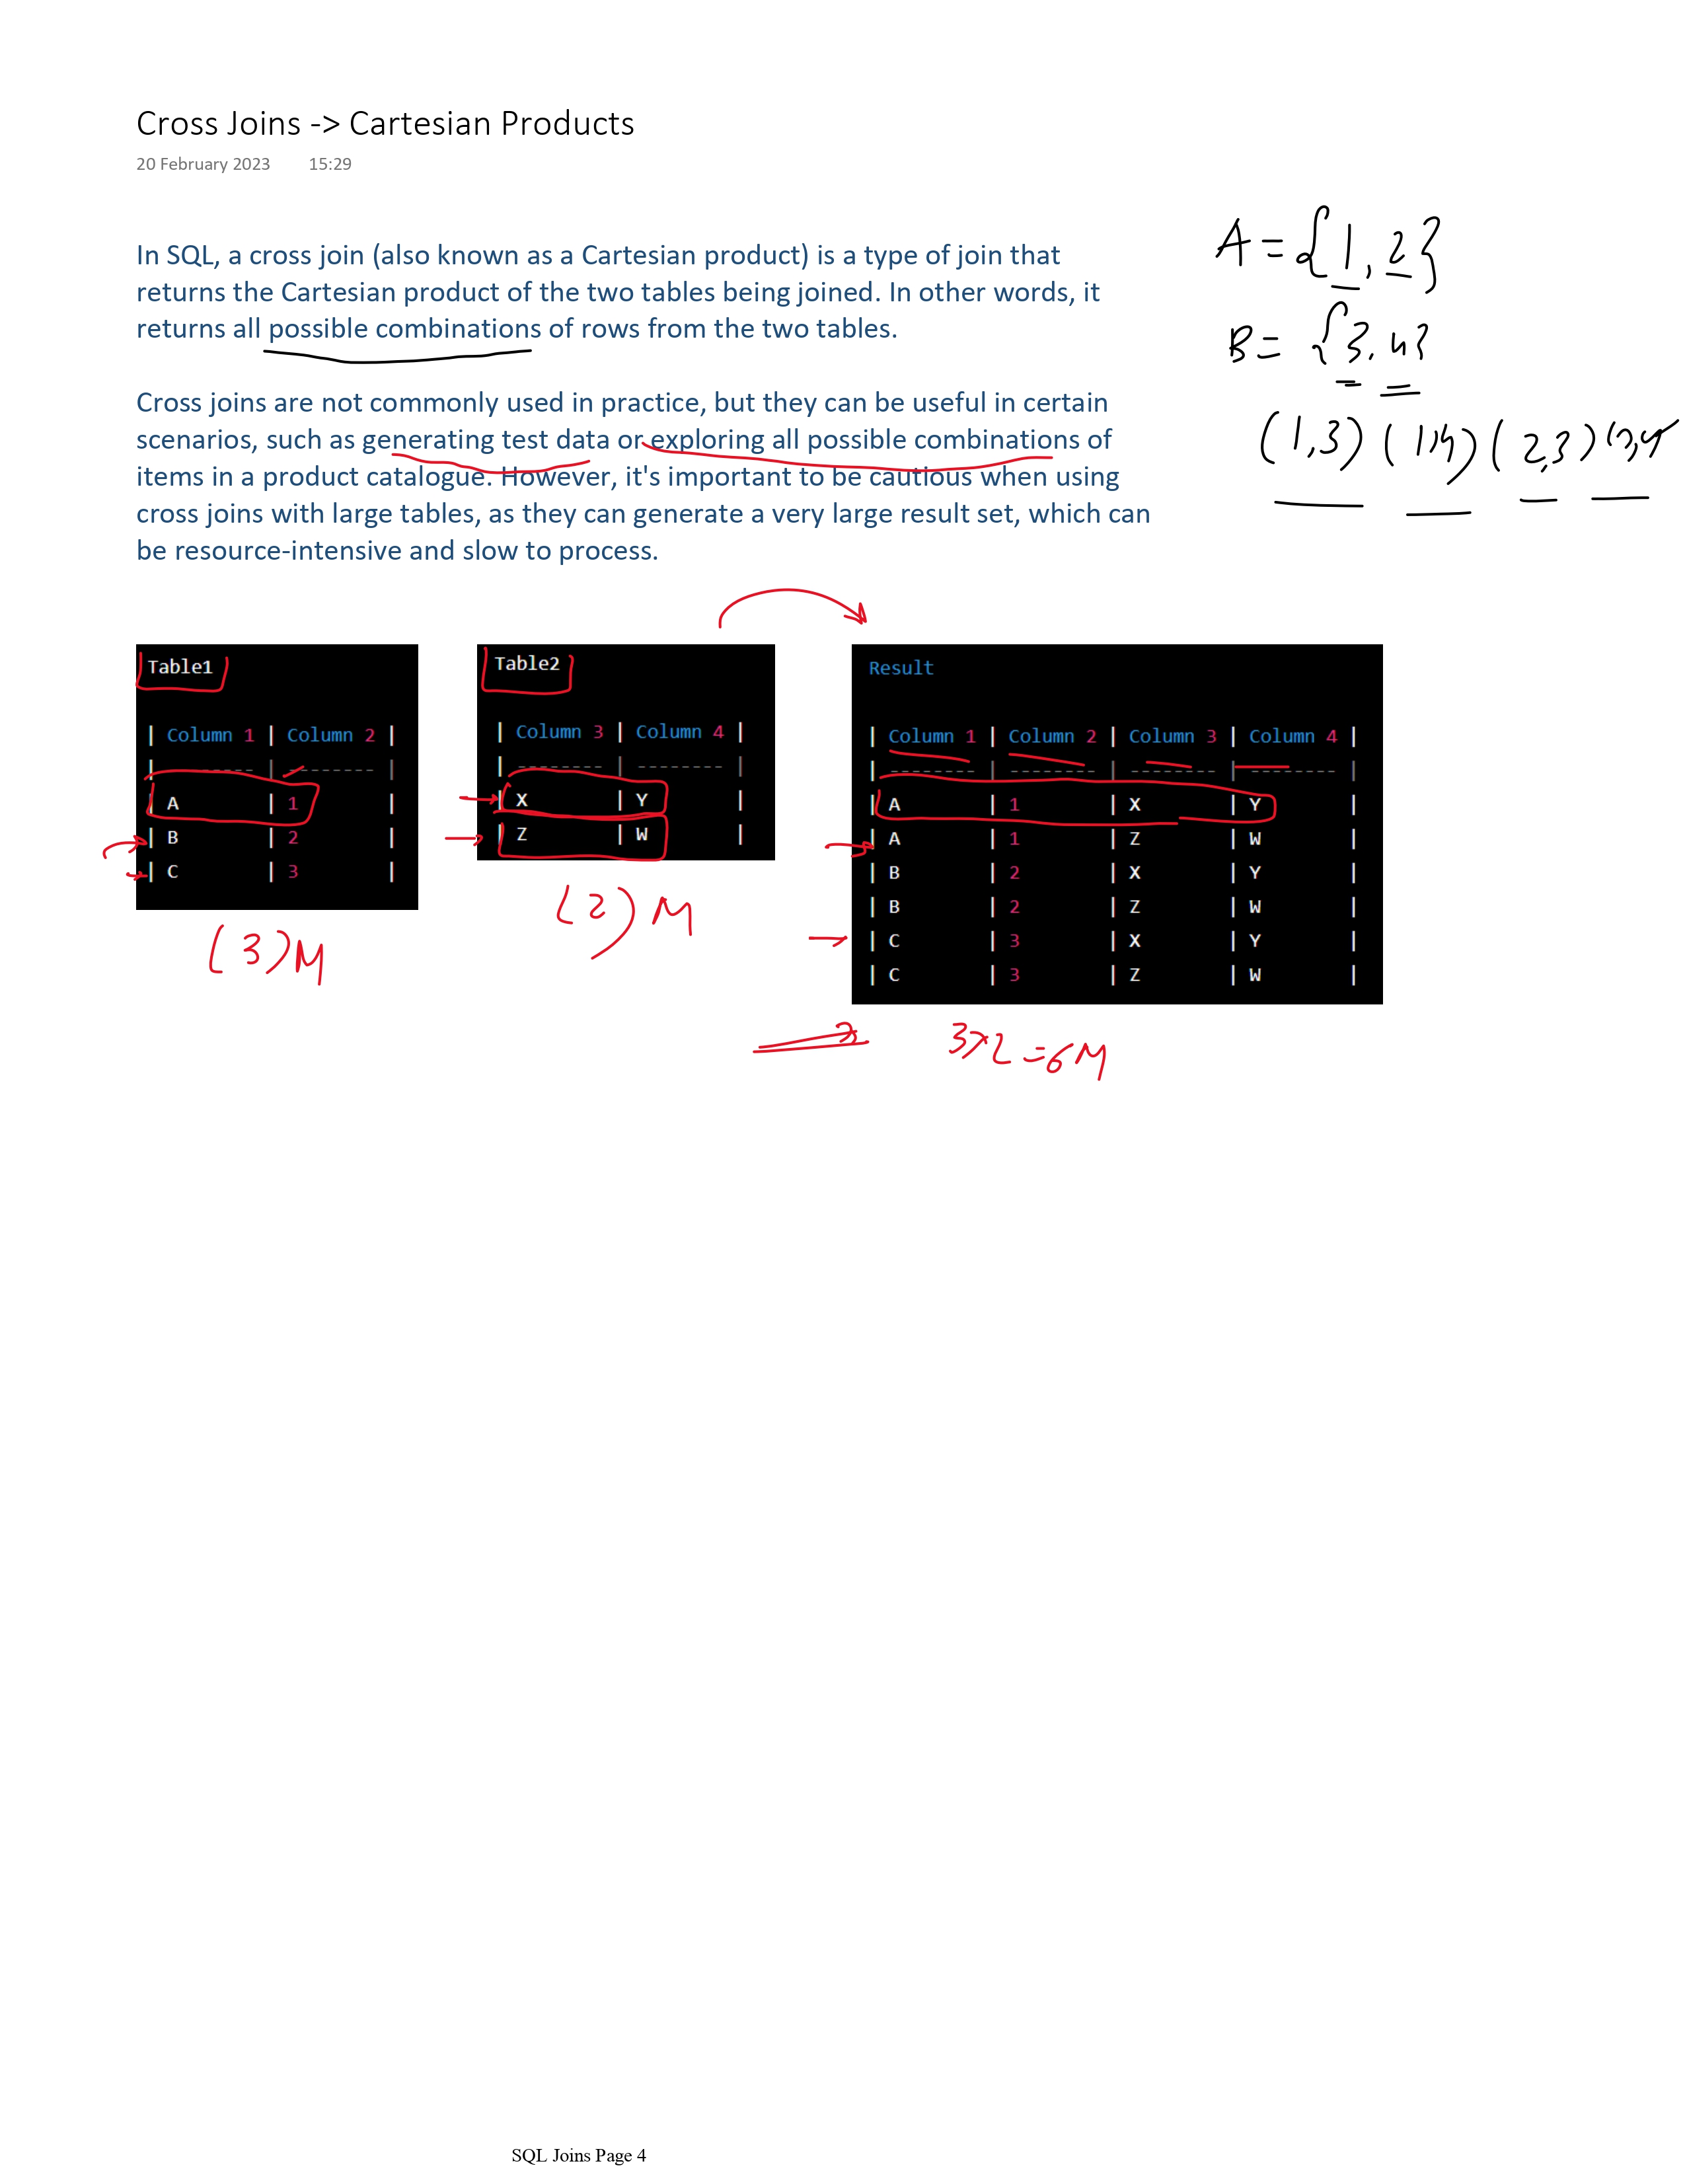 Cross Joins -> Cartesian Products
20 February 2023 15:29
In SQL, a cross join (also known as a Cartesian product) is a type of join that
returns the Cartesian product of the two tables being joined. In other words, it
returns all possible combinations of rows from the two tables.
Cross joins are not commonly used in practice, but they can be useful in certain
scenarios, such as generating test data or exploring all possible combinations of
items in a product catalogue. However, it's important to be cautious when using
cross joins with large tables, as they can generate a very large result set, which can
be resource-intensive and slow to process.
A = {1, 2}
B = {3, 4}
(1,3) (1,4) (2,3) (2,4)
Table1
| Column 1 | Column 2 |
| -------- | -------- |
| A | 1 |
| B | 2 |
| C | 3 |
(3) M
Table2
| Column 3 | Column 4 |
| -------- | -------- |
| X | Y |
| Z | W |
(2) M
Result
| Column 1 | Column 2 | Column 3 | Column 4 |
| -------- | -------- | -------- | -------- |
| A | 1 | X | Y |
| A | 1 | Z | W |
| B | 2 | X | Y |
| B | 2 | Z | W |
| C | 3 | X | Y |
| C | 3 | Z | W |
3×2 = 6 M
SQL Joins Page 4